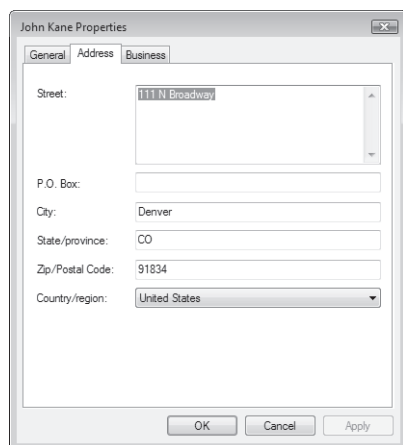 John Kane Properties
General Address Business
Street: 111 N Broadway
P.O. Box:
City: Denver
State/province: CO
Zip/Postal Code: 91834
Country/region: United States
OK Cancel Apply